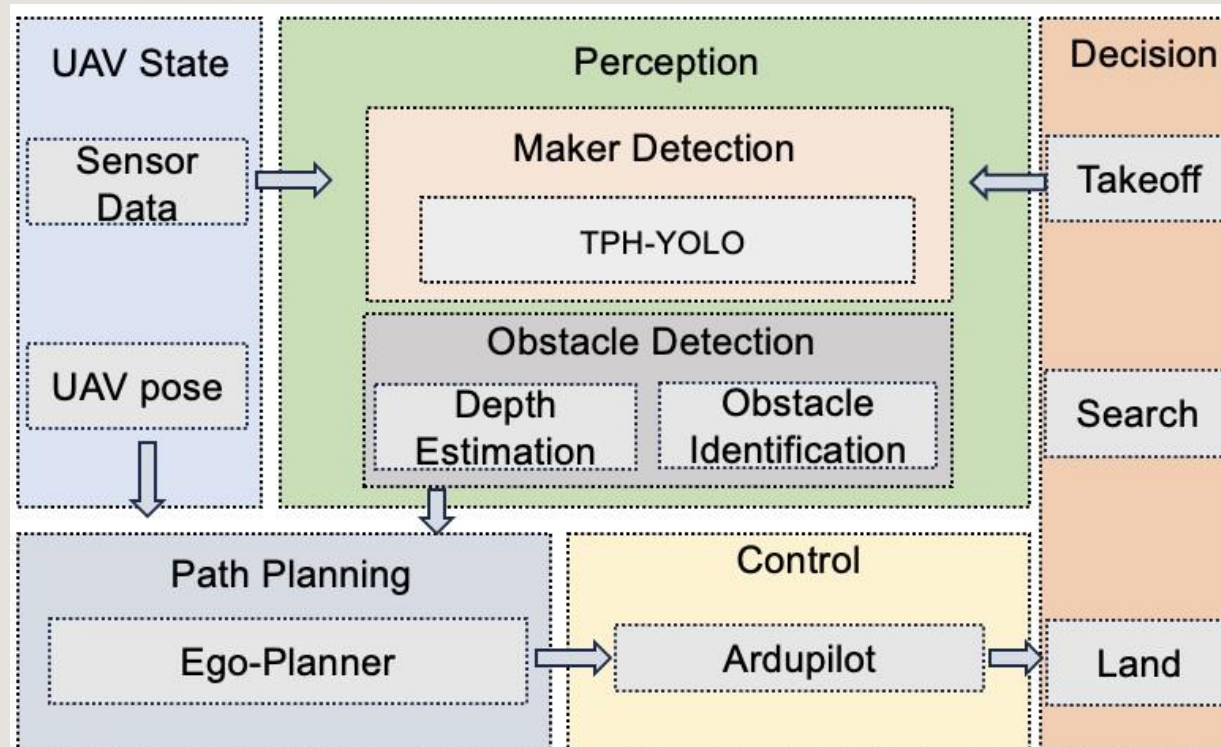 UAV State
Sensor
Data
UAV pose
Perception
Maker Detection
TPH-YOLO
Obstacle Detection
Depth
Estimation
Obstacle
Identification
Decision
Takeoff
Search
Land
Path Planning
Ego-Planner
Control
Ardupilot